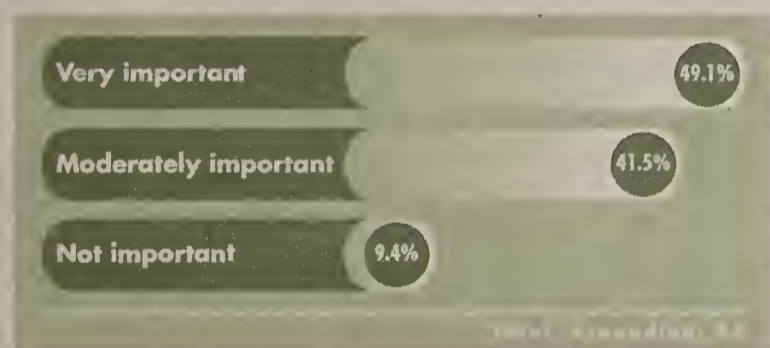 Very important
49.1%
Moderately important
41.5%
Not important
9.4%